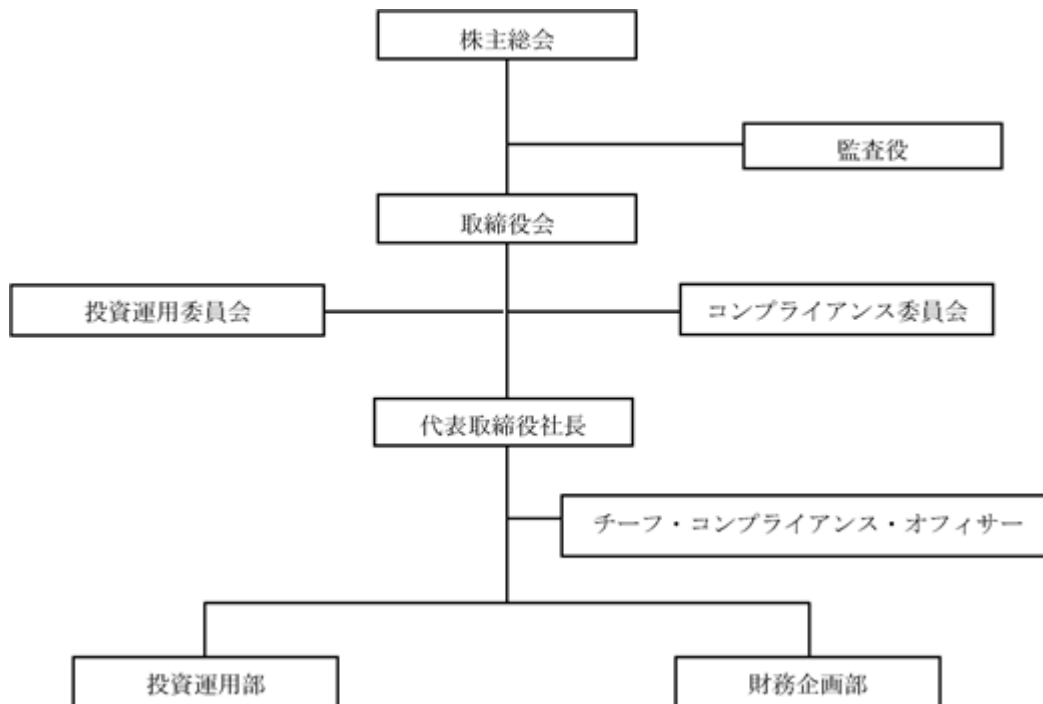 株主総会
監査役
取締役会
投資運用委員会
コンプライアンス委員会
代表取締役社長
チーフ・コンプライアンス・オフィサー
投資運用部
財務企画部